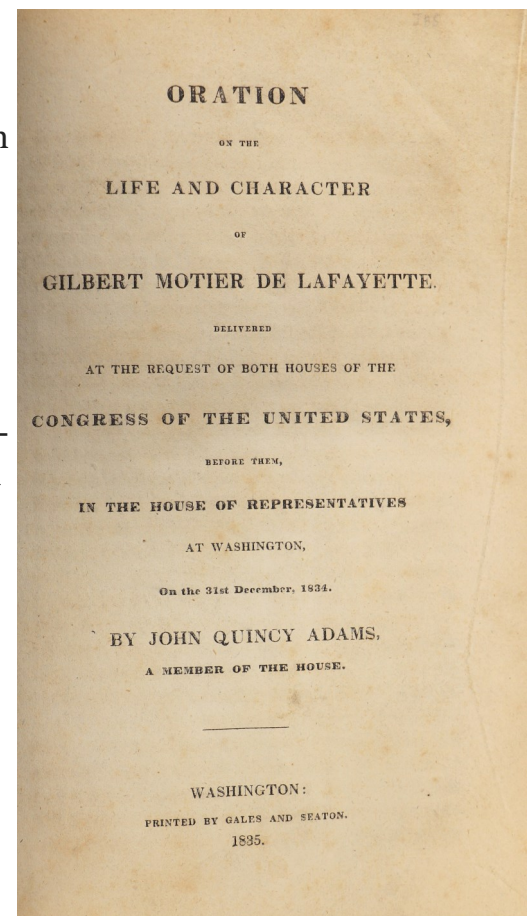 ORATION
ON THE
LIFE AND CHARACTER
OF
GILBERT MOTIER DE LAFAYETTE.
DELIVERED
AT THE REQUEST OF BOTH HOUSES OF THE
CONGRESS OF THE UNITED STATES,
BEFORE THEM,
IN THE HOUSE OF REPRESENTATIVES
AT WASHINGTON,
On the 31st December, 1834.
BY JOHN QUINCY ADAMS,
A MEMBER OF THE HOUSE.
WASHINGTON:
PRINTED BY GALES AND SEATON.
1835.